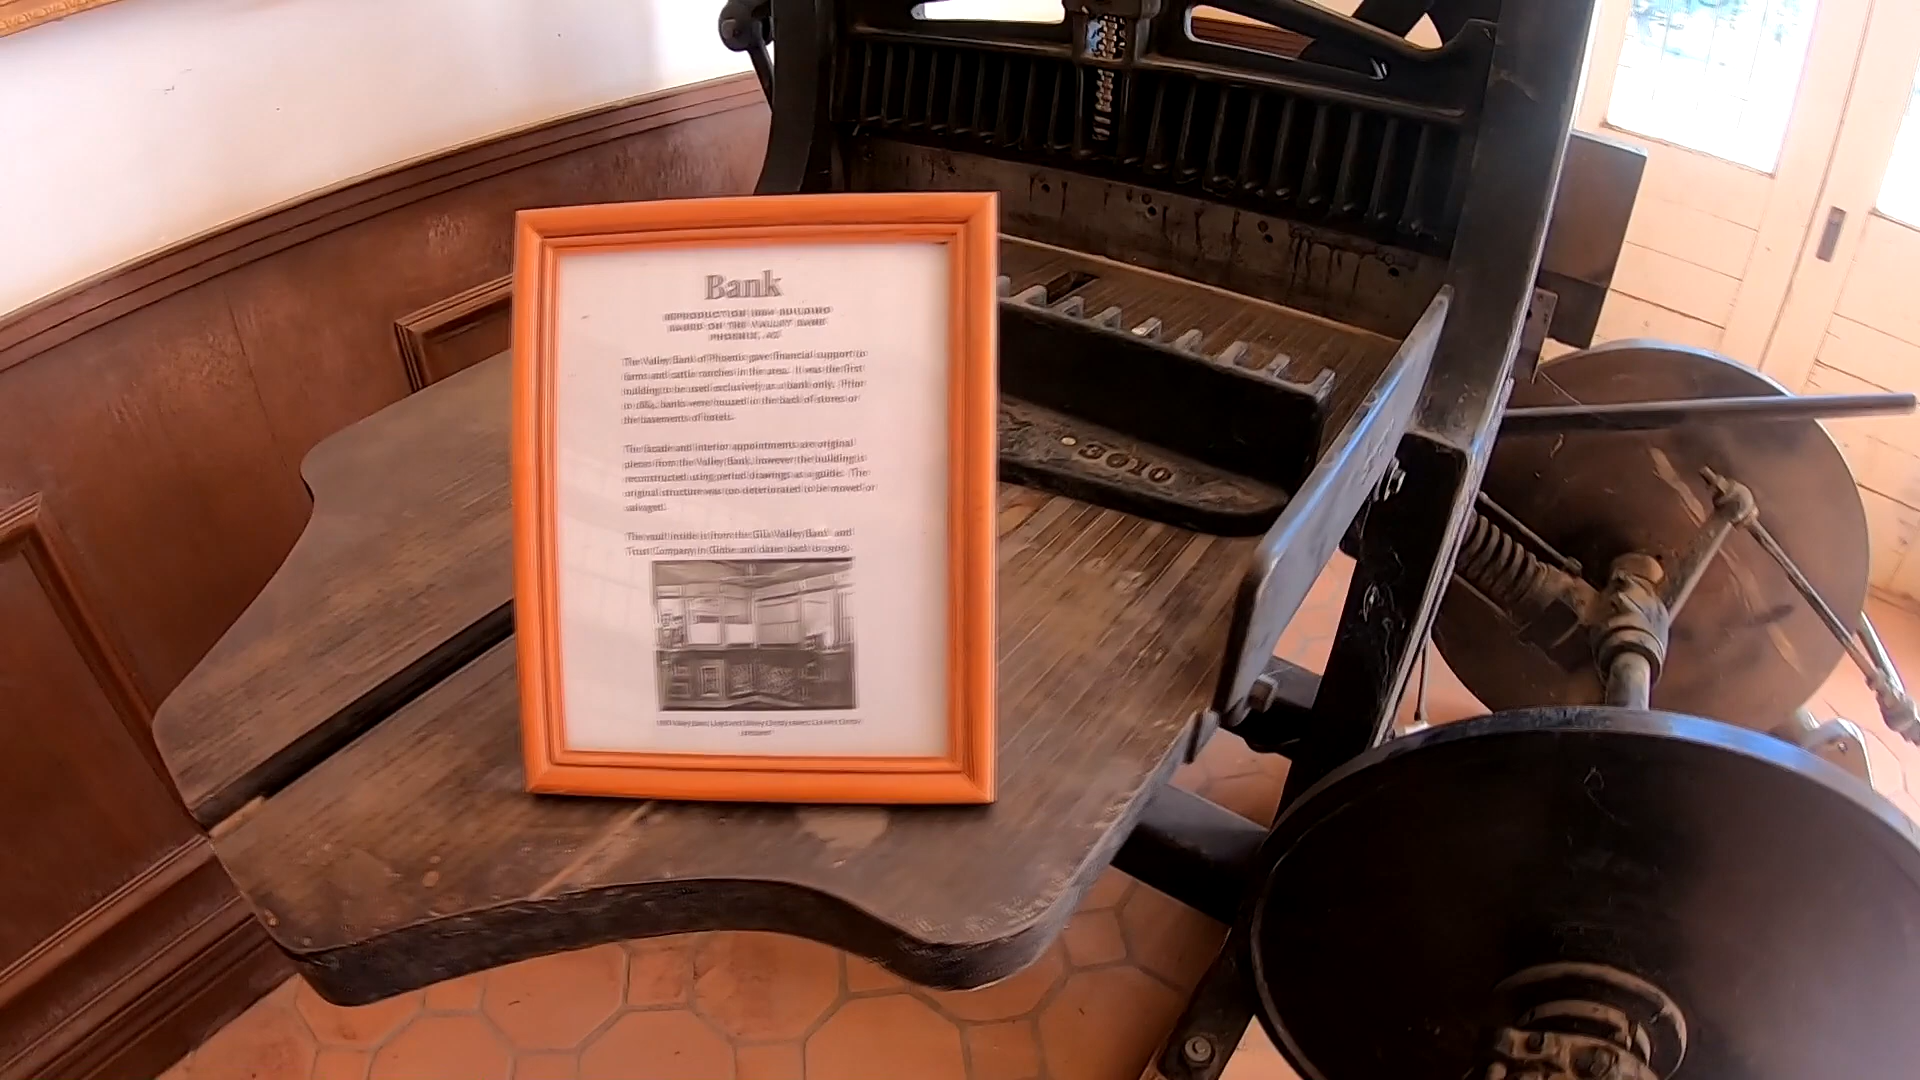 Bank
REPRODUCTION 1884 BUILDING
BASED ON THE VALLEY BANK
PHOENIX, AZ
The Valley Bank of Phoenix gave financial support to
farms and cattle ranches in the area. It was the first
building to be used exclusively as a bank only. Prior
to 1884, banks were housed in the back of stores or
the basements of hotels.
The facade and interior appointments are original
pieces from the Valley Bank, however the building is
reconstructed using period drawings as a guide. The
original structure was too deteriorated to be moved or
salvaged.
The vault inside is from the Gila Valley Bank and
Trust Company in Globe and dates back to 1909.
Valley Bank
3610